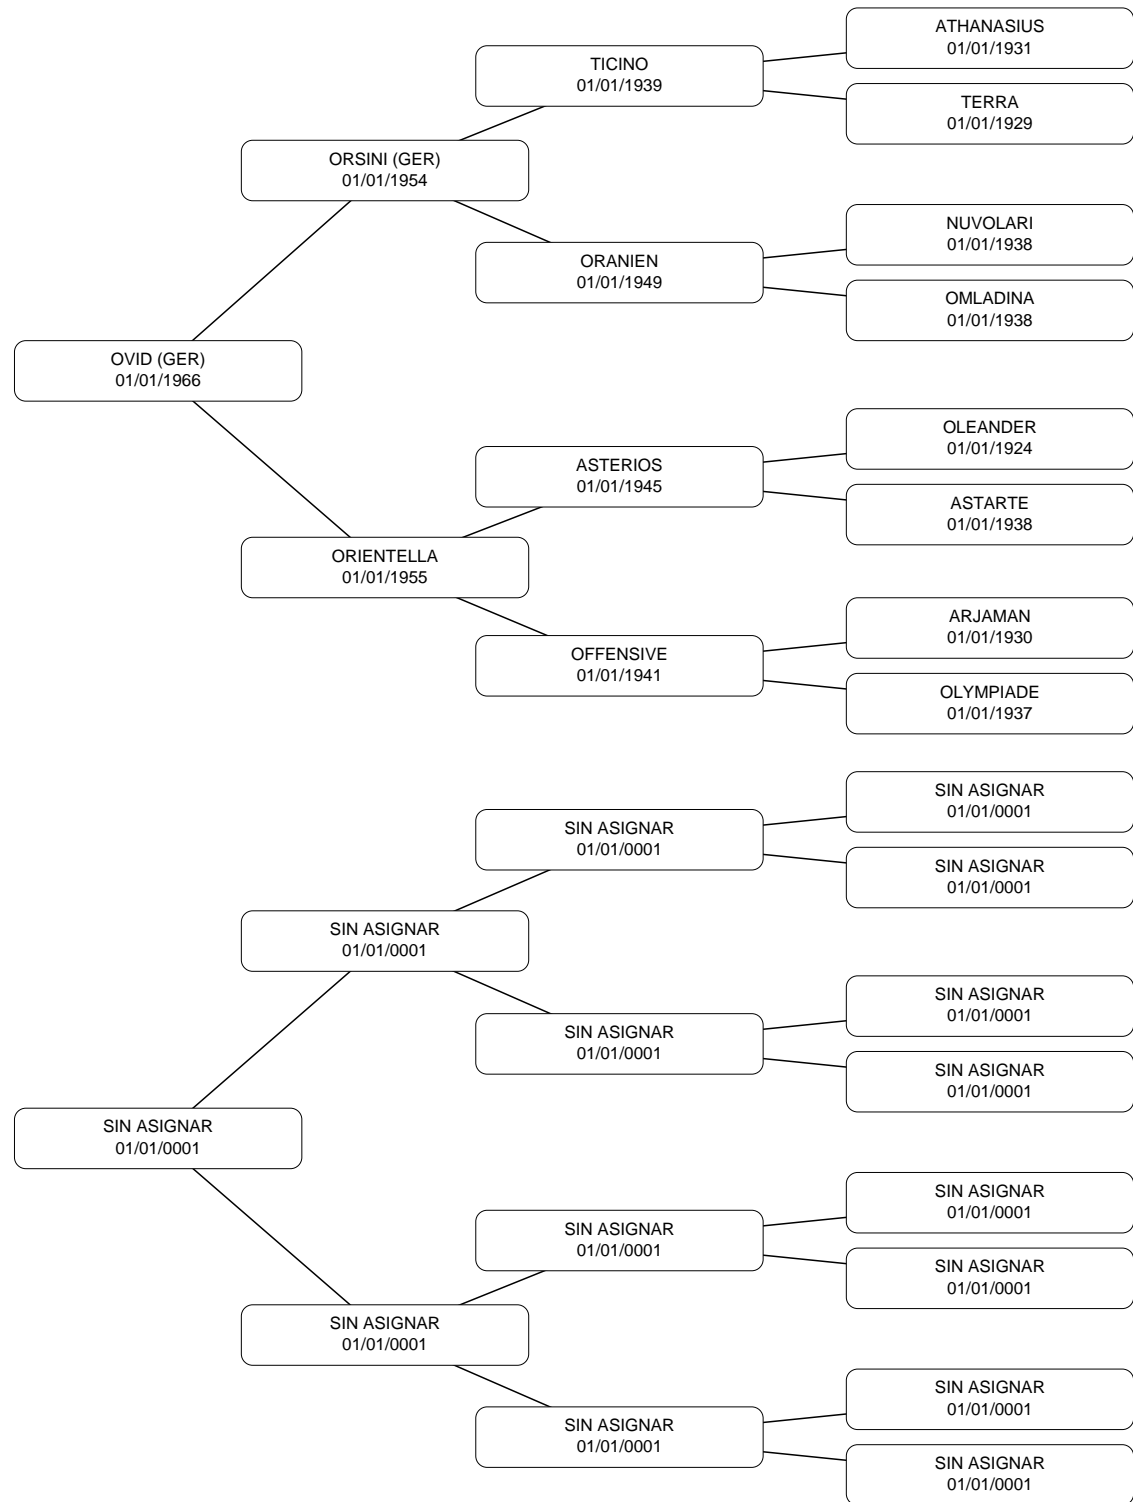 ATHANASIUS
01/01/1931
TICINO
01/01/1939
TERRA
01/01/1929
ORSINI (GER)
01/01/1954
NUVOLARI
01/01/1938
ORANIEN
01/01/1949
OMLADINA
01/01/1938
OVID (GER)
01/01/1966
OLEANDER
01/01/1924
ASTERIOS
01/01/1945
ASTARTE
01/01/1938
ORIENTELLA
01/01/1955
ARJAMAN
01/01/1930
OFFENSIVE
01/01/1941
OLYMPIADE
01/01/1937
SIN ASIGNAR
01/01/0001
SIN ASIGNAR
01/01/0001
SIN ASIGNAR
01/01/0001
SIN ASIGNAR
01/01/0001
SIN ASIGNAR
01/01/0001
SIN ASIGNAR
01/01/0001
SIN ASIGNAR
01/01/0001
SIN ASIGNAR
01/01/0001
SIN ASIGNAR
01/01/0001
SIN ASIGNAR
01/01/0001
SIN ASIGNAR
01/01/0001
SIN ASIGNAR
01/01/0001
SIN ASIGNAR
01/01/0001
SIN ASIGNAR
01/01/0001
SIN ASIGNAR
01/01/0001